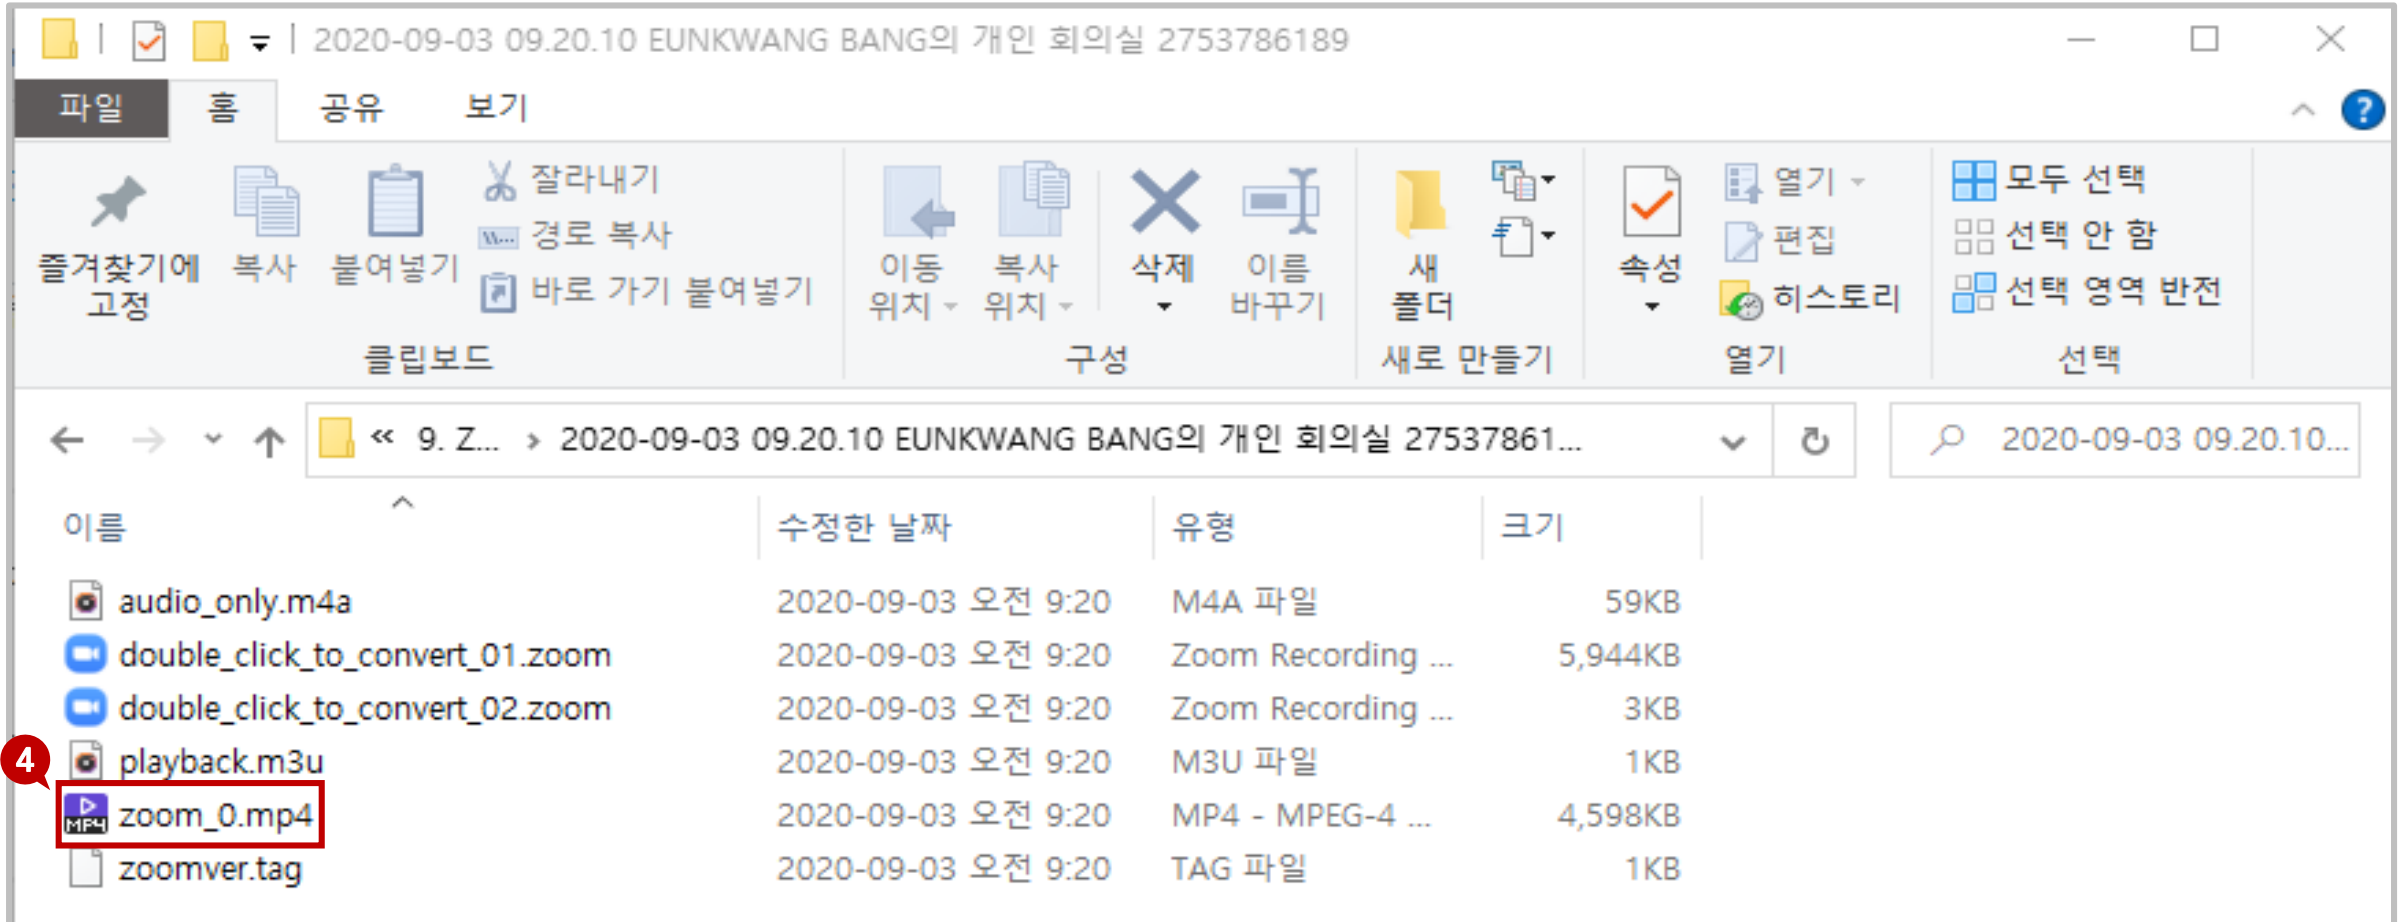 2020-09-03 09.20.10 EUNKWANG BANG의 개인 회의실 2753786189
파일 홈 공유 보기
?
즐겨찾기에 고정
복사
붙여넣기
잘라내기
W...
경로 복사
바로 가기 붙여넣기
클립보드
이동 위치
복사 위치
삭제
이름 바꾸기
구성
새 폴더
새로 만들기
속성
열기
편집
히스토리
열기
모두 선택
선택 안 함
선택 영역 반전
선택
« 9. Z... › 2020-09-03 09.20.10 EUNKWANG BANG의 개인 회의실 27537861...
2020-09-03 09.20.10...
이름 수정한 날짜 유형 크기
audio_only.m4a 2020-09-03 오전 9:20 M4A 파일 59KB
double_click_to_convert_01.zoom 2020-09-03 오전 9:20 Zoom Recording ... 5,944KB
double_click_to_convert_02.zoom 2020-09-03 오전 9:20 Zoom Recording ... 3KB
playback.m3u 2020-09-03 오전 9:20 M3U 파일 1KB
4
MP4 zoom_0.mp4 2020-09-03 오전 9:20 MP4 - MPEG-4 ... 4,598KB
zoomver.tag 2020-09-03 오전 9:20 TAG 파일 1KB